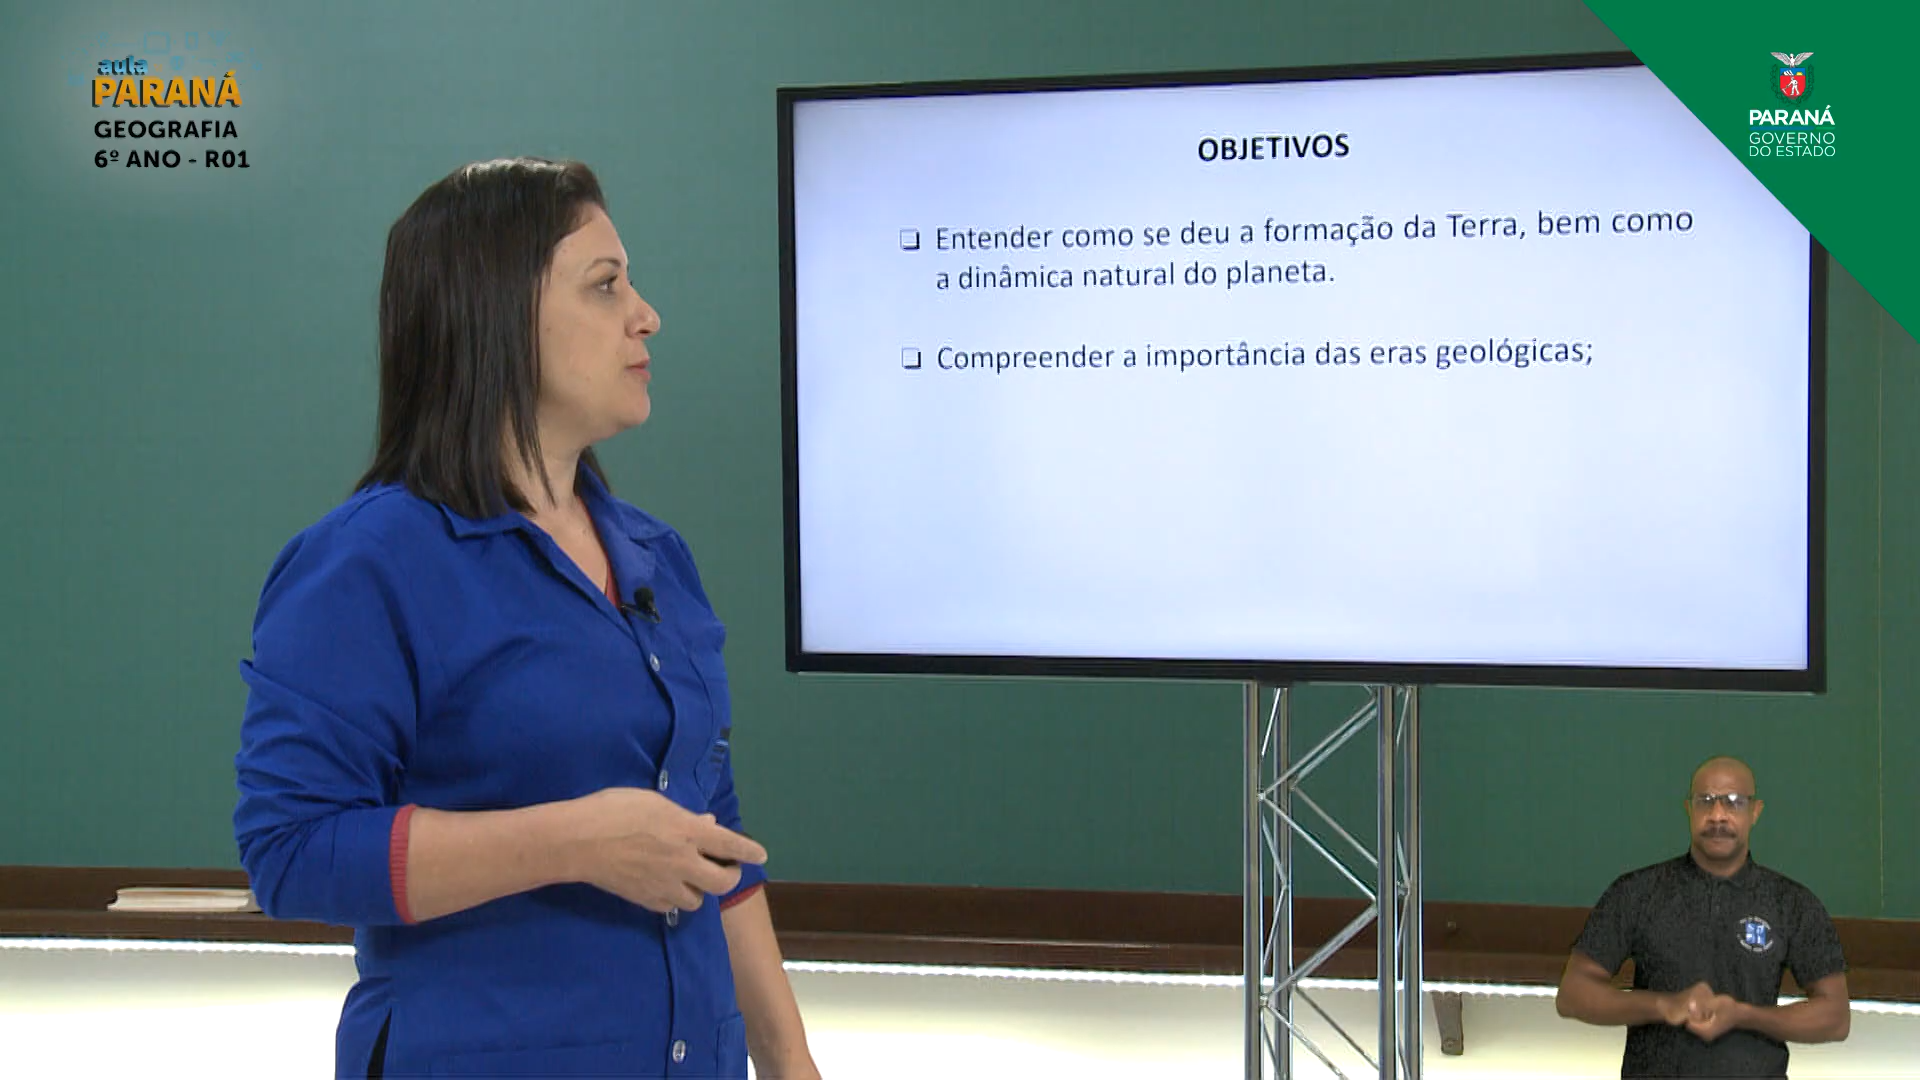 aula
PARANÁ
GEOGRAFIA
6º ANO - R01
PARANÁ
GOVERNO
DO ESTADO
OBJETIVOS
❑ Entender como se deu a formação da Terra, bem como
a dinâmica natural do planeta.
❑ Compreender a importância das eras geológicas;